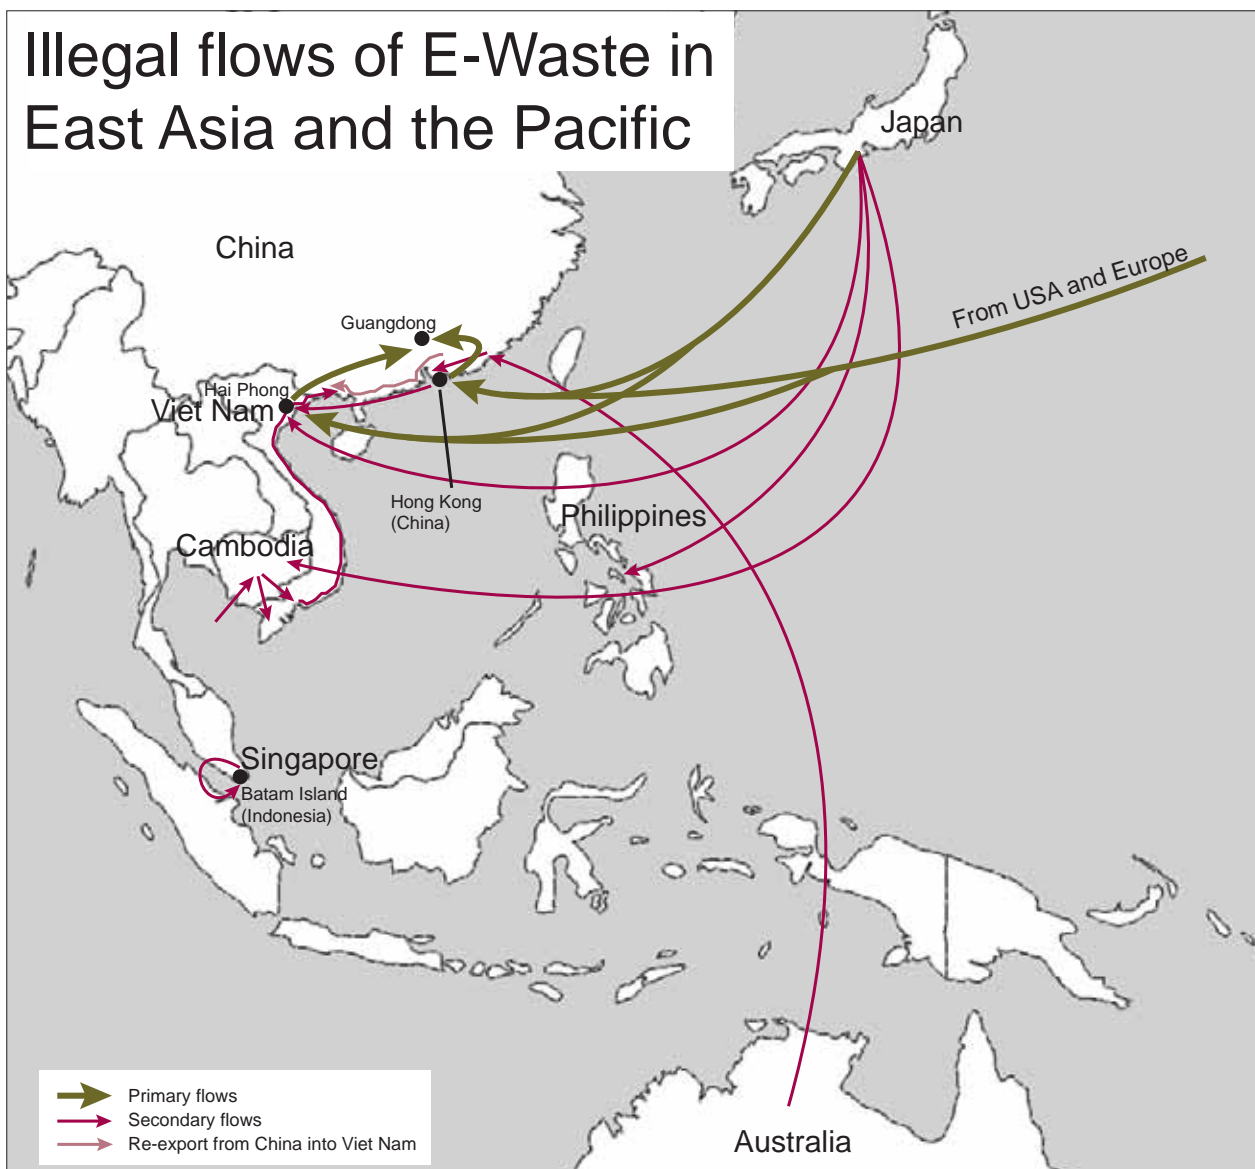 Illegal flows of E-Waste in
East Asia and the Pacific
Japan
China
From USA and Europe
Guangdong
Hai Phong
Viet Nam
Hong Kong
(China)
Philippines
Cambodia
Singapore
Batam Island
(Indonesia)
Primary flows
Secondary flows
Re-export from China into Viet Nam
Australia